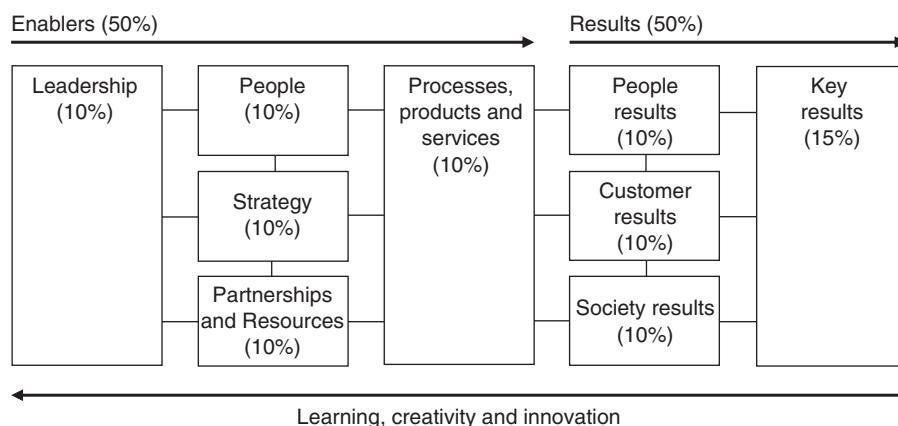 Enablers (50%)
Results (50%)
Leadership
(10%)
People
(10%)
Strategy
(10%)
Partnerships
and Resources
(10%)
Processes,
products and
services
(10%)
People
results
(10%)
Customer
results
(10%)
Society results
(10%)
Key
results
(15%)
Learning, creativity and innovation